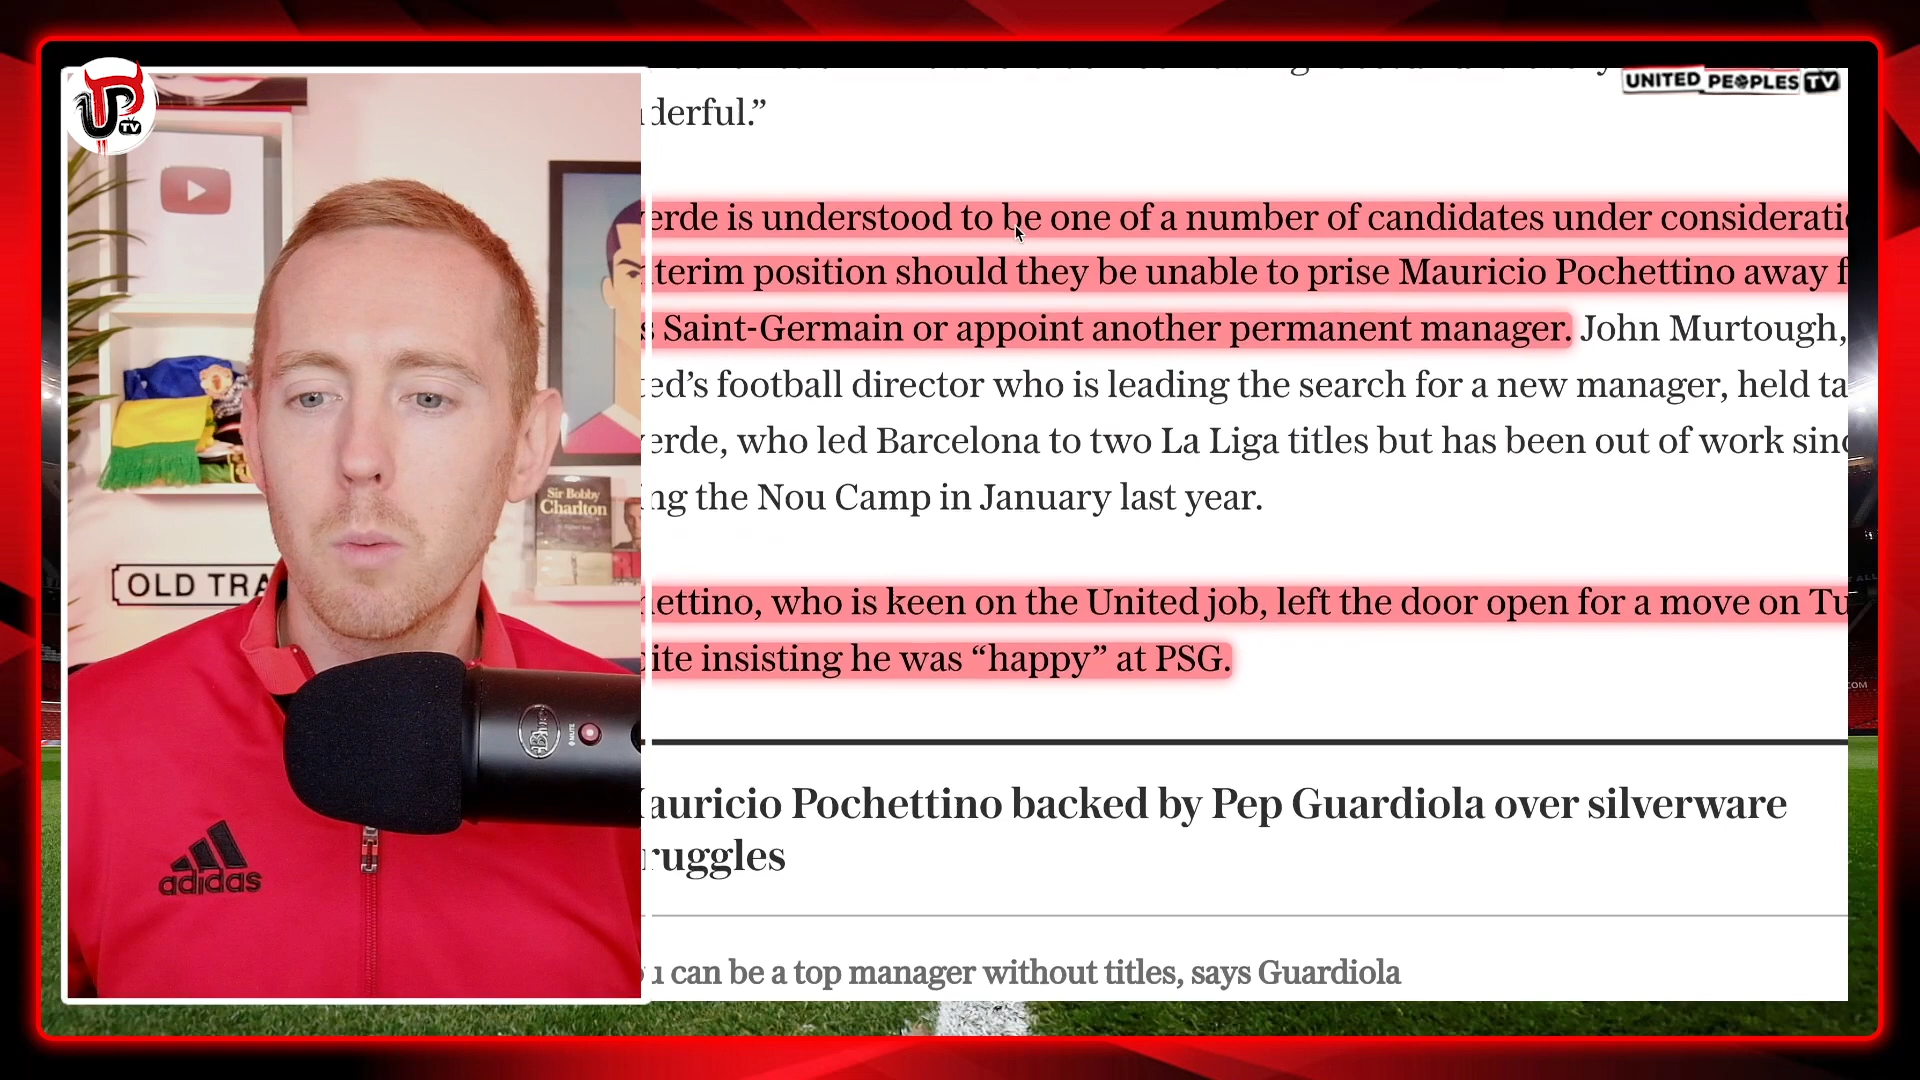 UP TV
UNITED PEOPLES TV
derful.”
erde is understood to be one of a number of candidates under considerati
terim position should they be unable to prise Mauricio Pochettino away f
s Saint-Germain or appoint another permanent manager. John Murtough,
ed’s football director who is leading the search for a new manager, held ta
erde, who led Barcelona to two La Liga titles but has been out of work sinc
ng the Nou Camp in January last year.
ettino, who is keen on the United job, left the door open for a move on Tu
ite insisting he was “happy” at PSG.
auricio Pochettino backed by Pep Guardiola over silverware
ruggles
u can be a top manager without titles, says Guardiola
Sir Bobby
Charlton
OLD TRA
Blue
MUTE
adidas